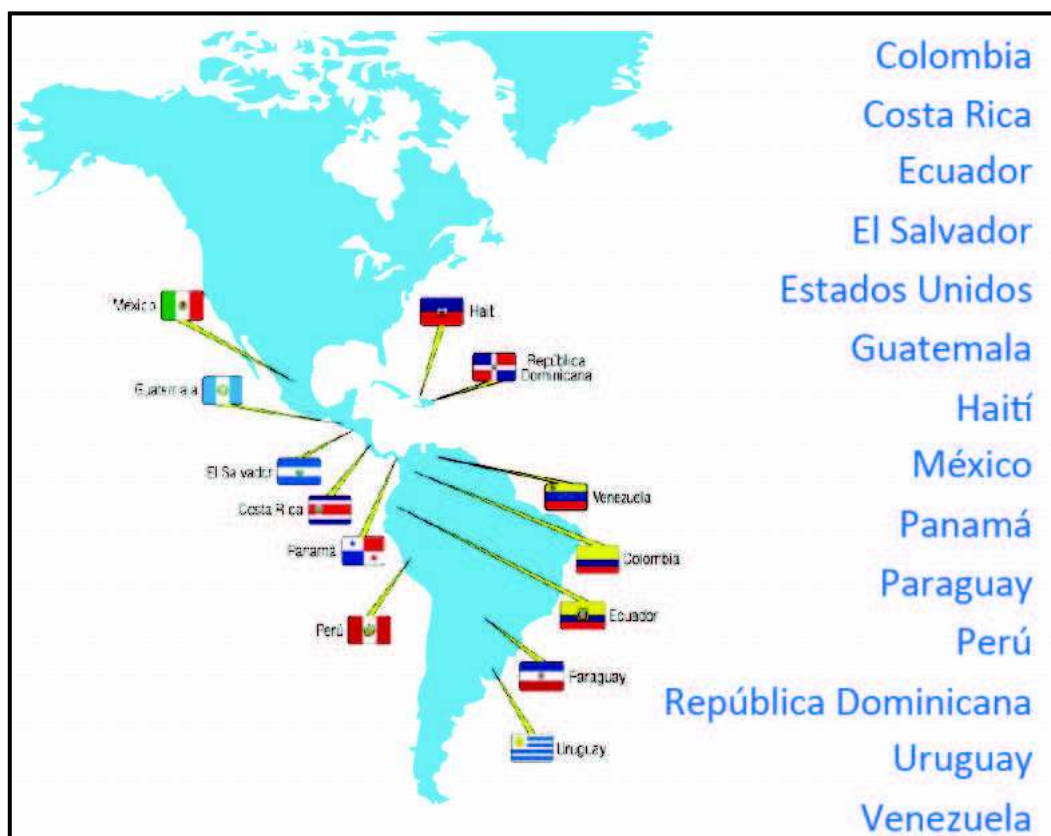 Colombia
Costa Rica
Ecuador
El Salvador
Estados Unidos
Guatemala
Haití
México
Panamá
Paraguay
Perú
República Dominicana
Uruguay
Venezuela
México
Haití
República
Dominicana
Guatemala
El Salvador
Costa Rica
Panamá
Perú
Venezuela
Colombia
Ecuador
Paraguay
Uruguay